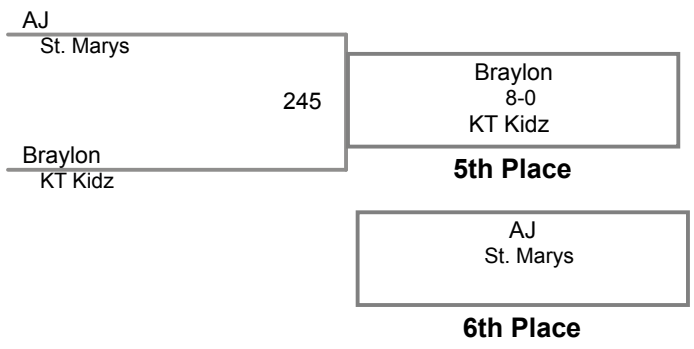 AJ
St. Marys
245
Braylon
KT Kidz
Braylon
8-0
KT Kidz
5th Place
AJ
St. Marys
6th Place